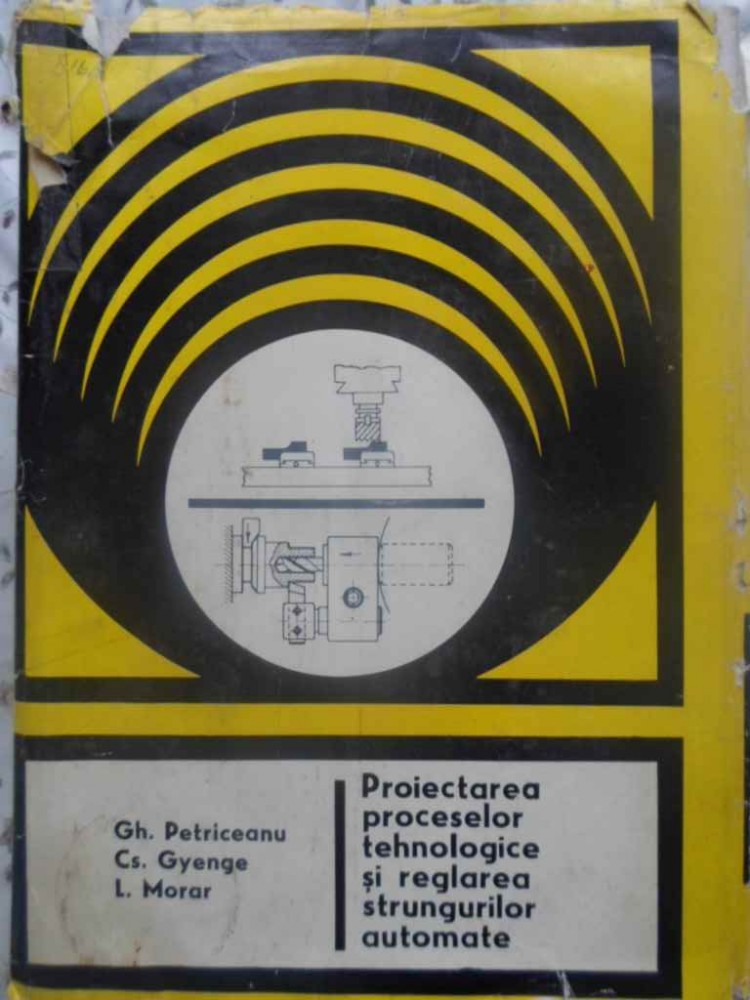 Gh. Petriceanu
Cs. Gyenge
L. Morar
Proiectarea
proceselor
tehnologice
și reglarea
strungurilor
automate